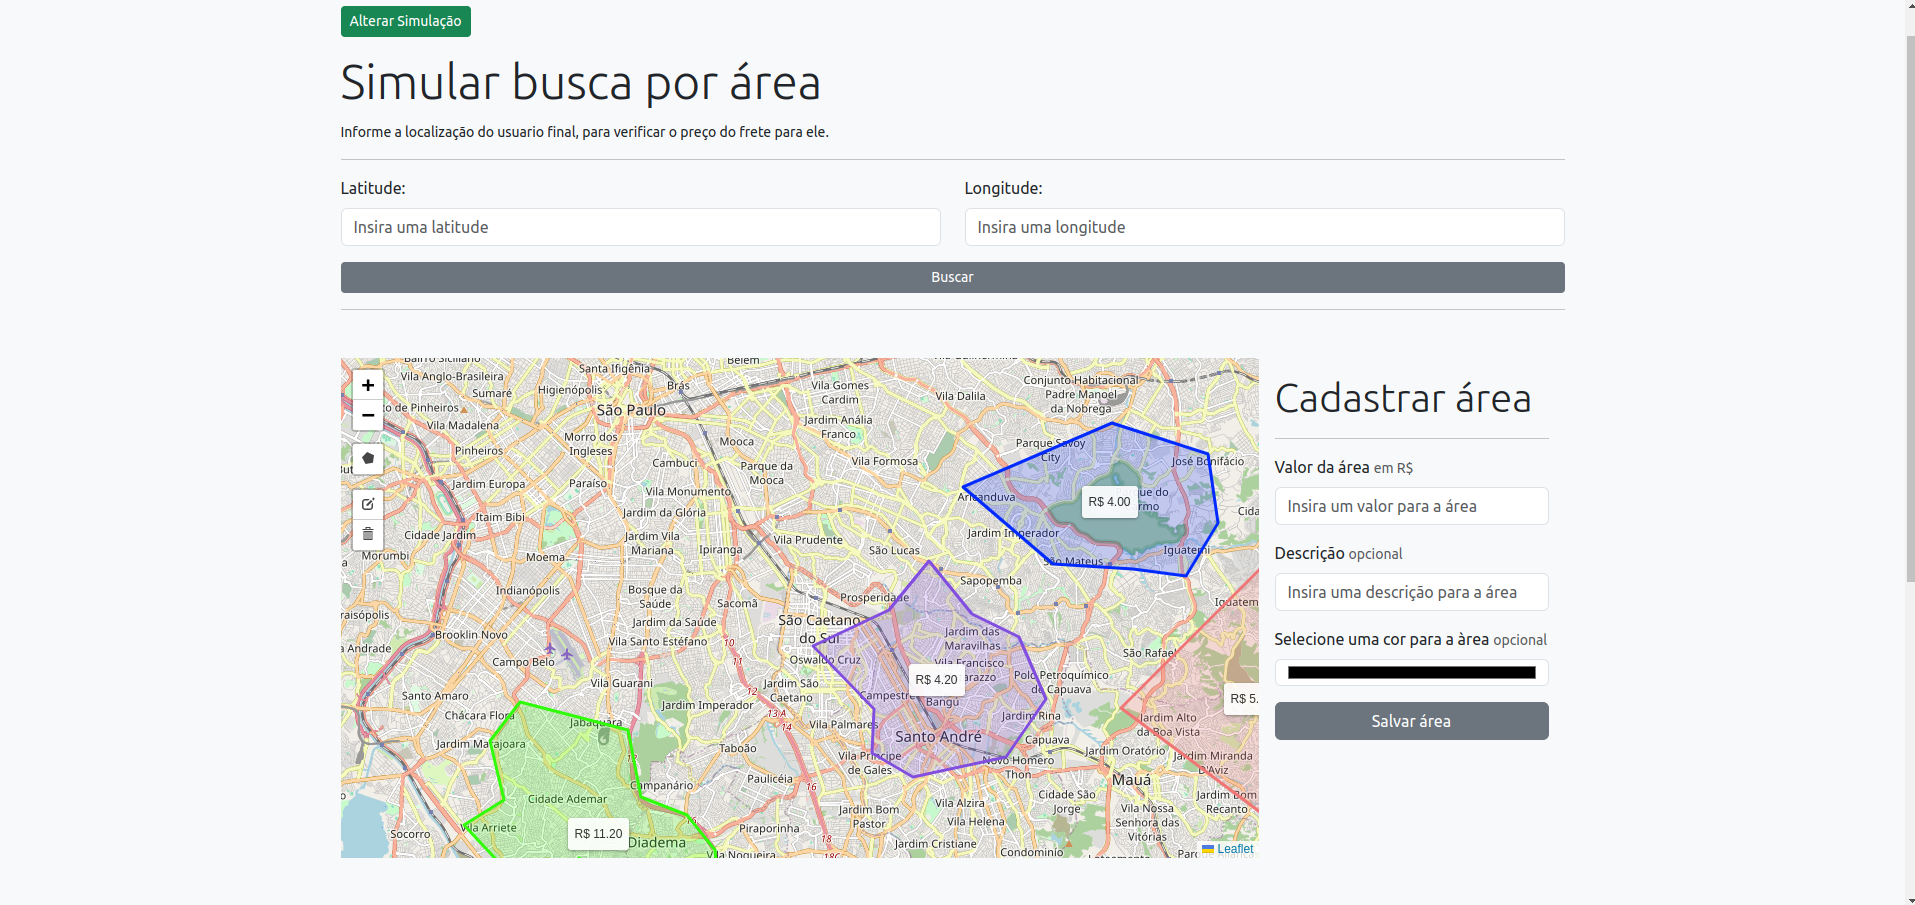 Alterar Simulação
Simular busca por área
Informe a localização do usuario final, para verificar o preço do frete para ele.
Latitude:
Longitude:
Insira uma latitude
Insira uma longitude
Buscar
Santa Ifigênia
Belém
Vila Anglo-Brasileira
Higienópolis
Brás
Sumaré
de Pinheiros
São Paulo
Vila Madalena
Pinheiros
Morro dos
Ingleses
Mooca
Vila Gomes
Cardim
Jardim Anália
Franco
Vila Dalila
Conjunto Habitacional
Padre Manoel
da Nobrega
Parque Savoy
City
José Bonifácio
Cambuci
Parque da
Mooca
Vila Formosa
Jardim Europa
Paraíso
Vila Monumento
Aricanduva
R$ 4.00
Itaim Bibi
Jardim da Glória
Cidade Jardim
Jardim Vila
Mariana
Ipiranga
Vila Prudente
São Lucas
Jardim Imperador
Iguatemi
Morumbi
Moema
São Mateus
Sapopemba
Indianópolis
Bosque da
Saúde
Sacomã
Prosperidade
Jardim da Saúde
São Caetano
do Sul
Brooklin Novo
Vila Santo Estéfano
Jardim das
Maravilhas
Campo Belo
Oswaldo Cruz
Vila Francisco
São Rafael
Vila Guarani
Jardim São
Caetano
R$ 4.20
Polo Petroquímico
de Capuava
Santo Amaro
Campestre
Bangú
R$ 5.
Chácara Flora
Jabaquara
Jardim Imperador
Vila Palmares
Jardim Rina
Jardim Alto
da Boa Vista
Jardim Marajoara
Taboão
Santo André
Capuava
Jardim Oratório
Vila Príncipe
de Gales
Novo Homero
Thon
Jardim Miranda
D'Aviz
Campanário
Paulicéia
Mauá
Cidade Ademar
Vila Alzira
Cidade São
Jorge
Jardim Bom
Recanto
Vila Arriete
Jardim Bom
Pastor
Vila Helena
Vila Nossa
Senhora das
Vitórias
Socorro
R$ 11.20
Diadema
Piraporinha
Jardim Cristiane
Vila Nogueira
Condominio
Leaflet
Cadastrar área
Valor da área em R$
Insira um valor para a área
Descrição opcional
Insira uma descrição para a área
Selecione uma cor para a àrea opcional
Salvar área